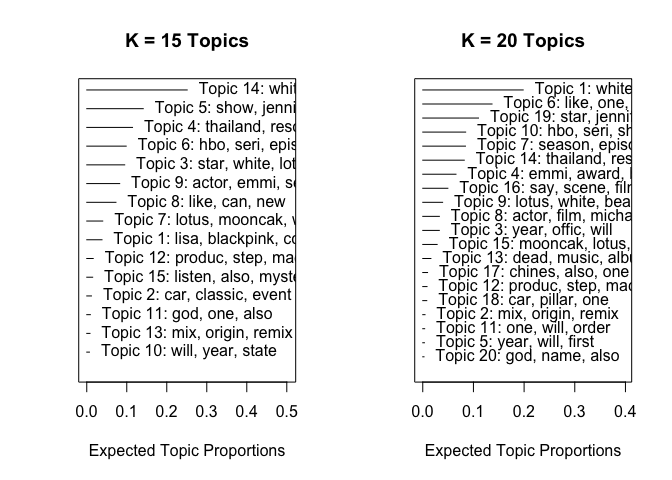 K = 15 Topics
Topic 14: whit
Topic 5: show, jenni
Topic 4: thailand, reso
Topic 6: hbo, seri, epis
Topic 3: star, white, lot
Topic 9: actor, emmi, s
Topic 8: like, can, new
Topic 7: lotus, mooncak, w
Topic 1: lisa, blackpink, co
Topic 12: produc, step, ma
Topic 15: listen, also, myste
Topic 2: car, classic, event
Topic 11: god, one, also
Topic 13: mix, origin, remix
Topic 10: will, year, state
0.0 0.1 0.2 0.3 0.4 0.5
Expected Topic Proportions
K = 20 Topics
Topic 1: white
Topic 6: like, one,
Topic 19: star, jennif
Topic 10: hbo, seri, sh
Topic 7: season, episo
Topic 14: thailand, res
Topic 4: emmi, award,
Topic 16: say, scene, film
Topic 9: lotus, white, bea
Topic 8: actor, film, micha
Topic 3: year, offic, will
Topic 15: mooncak, lotus,
Topic 13: dead, music, albu
Topic 17: chines, also, one
Topic 12: produc, step, mac
Topic 18: car, pillar, one
Topic 2: mix, origin, remix
Topic 11: one, will, order
Topic 5: year, will, first
Topic 20: god, name, also
0.0 0.1 0.2 0.3 0.4
Expected Topic Proportions